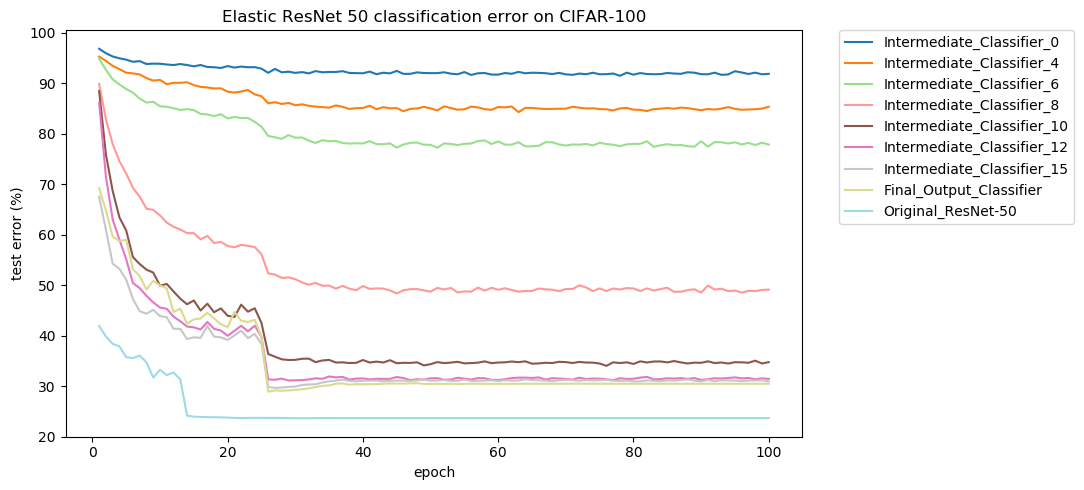 Elastic ResNet 50 classification error on CIFAR-100
100
90
80
70
60
50
40
30
20
test error (%)
0
20
40
60
80
100
epoch
Intermediate_Classifier_0
Intermediate_Classifier_4
Intermediate_Classifier_6
Intermediate_Classifier_8
Intermediate_Classifier_10
Intermediate_Classifier_12
Intermediate_Classifier_15
Final_Output_Classifier
Original_ResNet-50